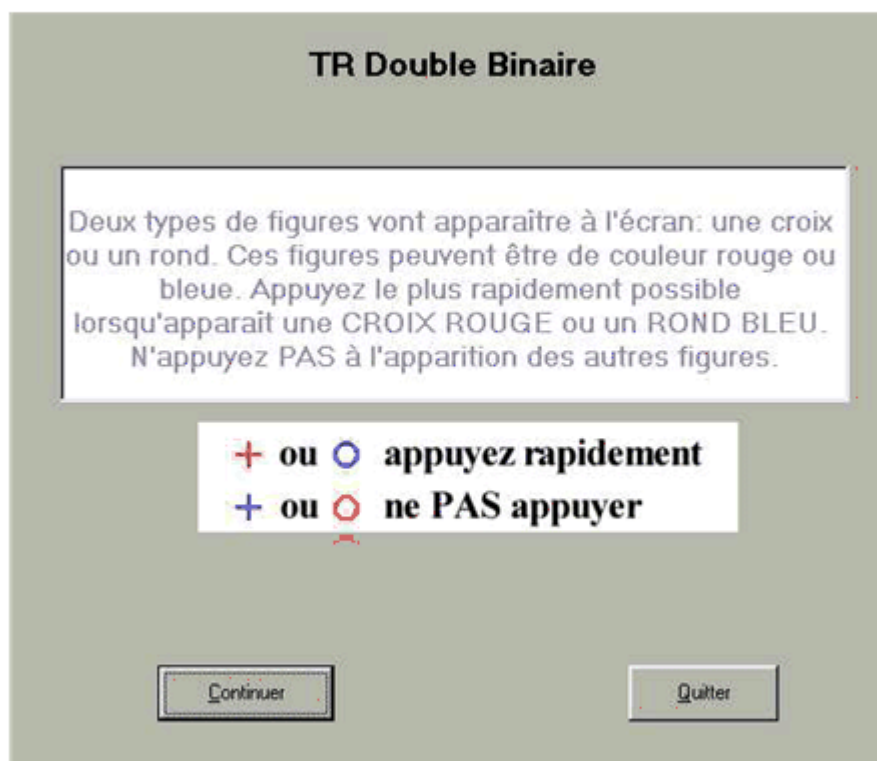 TR Double Binaire
Deux types de figures vont apparaître à l'écran: une croix
ou un rond. Ces figures peuvent être de couleur rouge ou
bleue. Appuyez le plus rapidement possible
lorsqu'apparaît une CROIX ROUGE ou un ROND BLEU.
N'appuyez PAS à l'apparition des autres figures.
+ ou O appuyez rapidement
+ ou O ne PAS appuyer
Continuer
Quitter